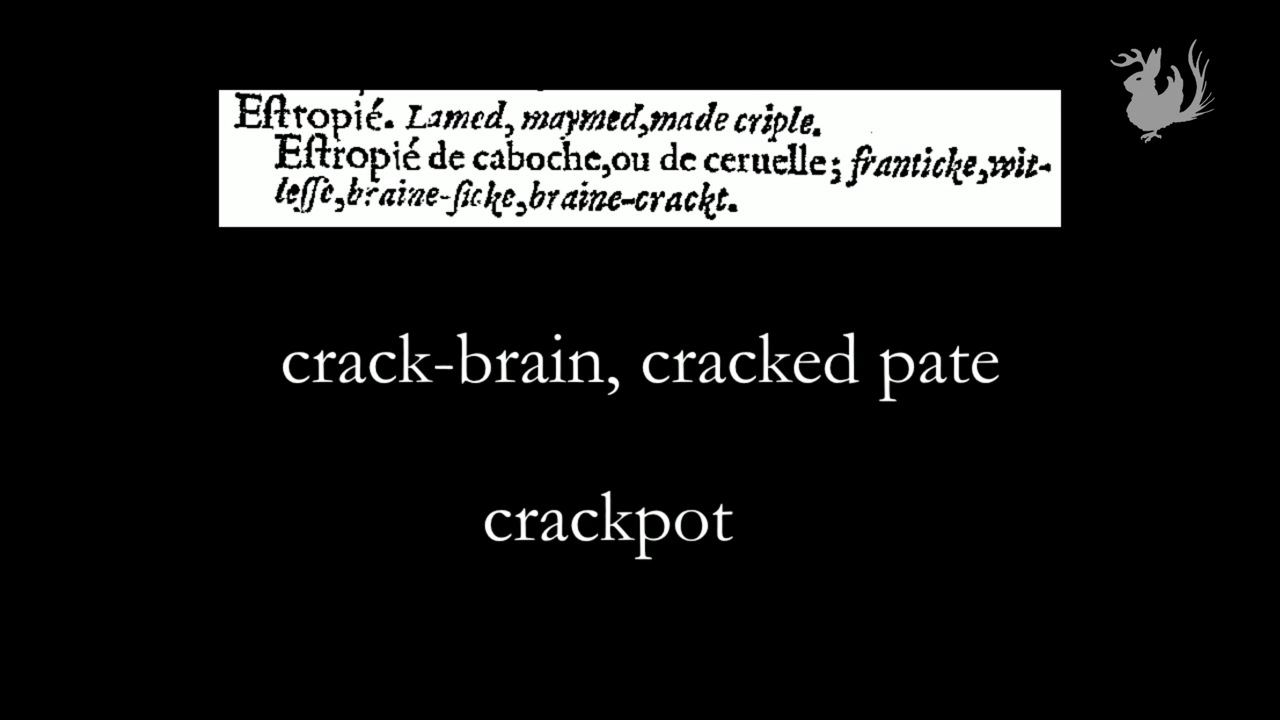 Eſtropié. Lamed, maymed,made criple.
Eſtropié de caboche,ou de ceruelle; franticke,wit-
leſſe,braine-ſicke,braine-crackt.
crack-brain, cracked pate
crackpot